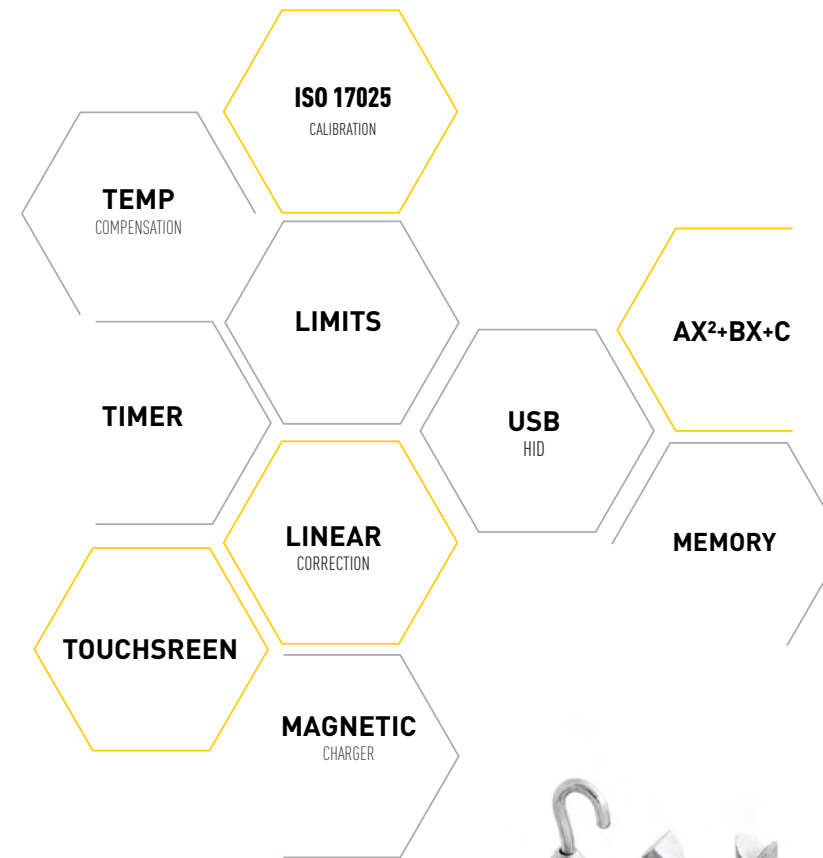 ISO 17025
CALIBRATION
TEMP
COMPENSATION
LIMITS
AX²+BX+C
TIMER
USB
HID
LINEAR
CORRECTION
MEMORY
TOUCHSREEN
MAGNETIC
CHARGER